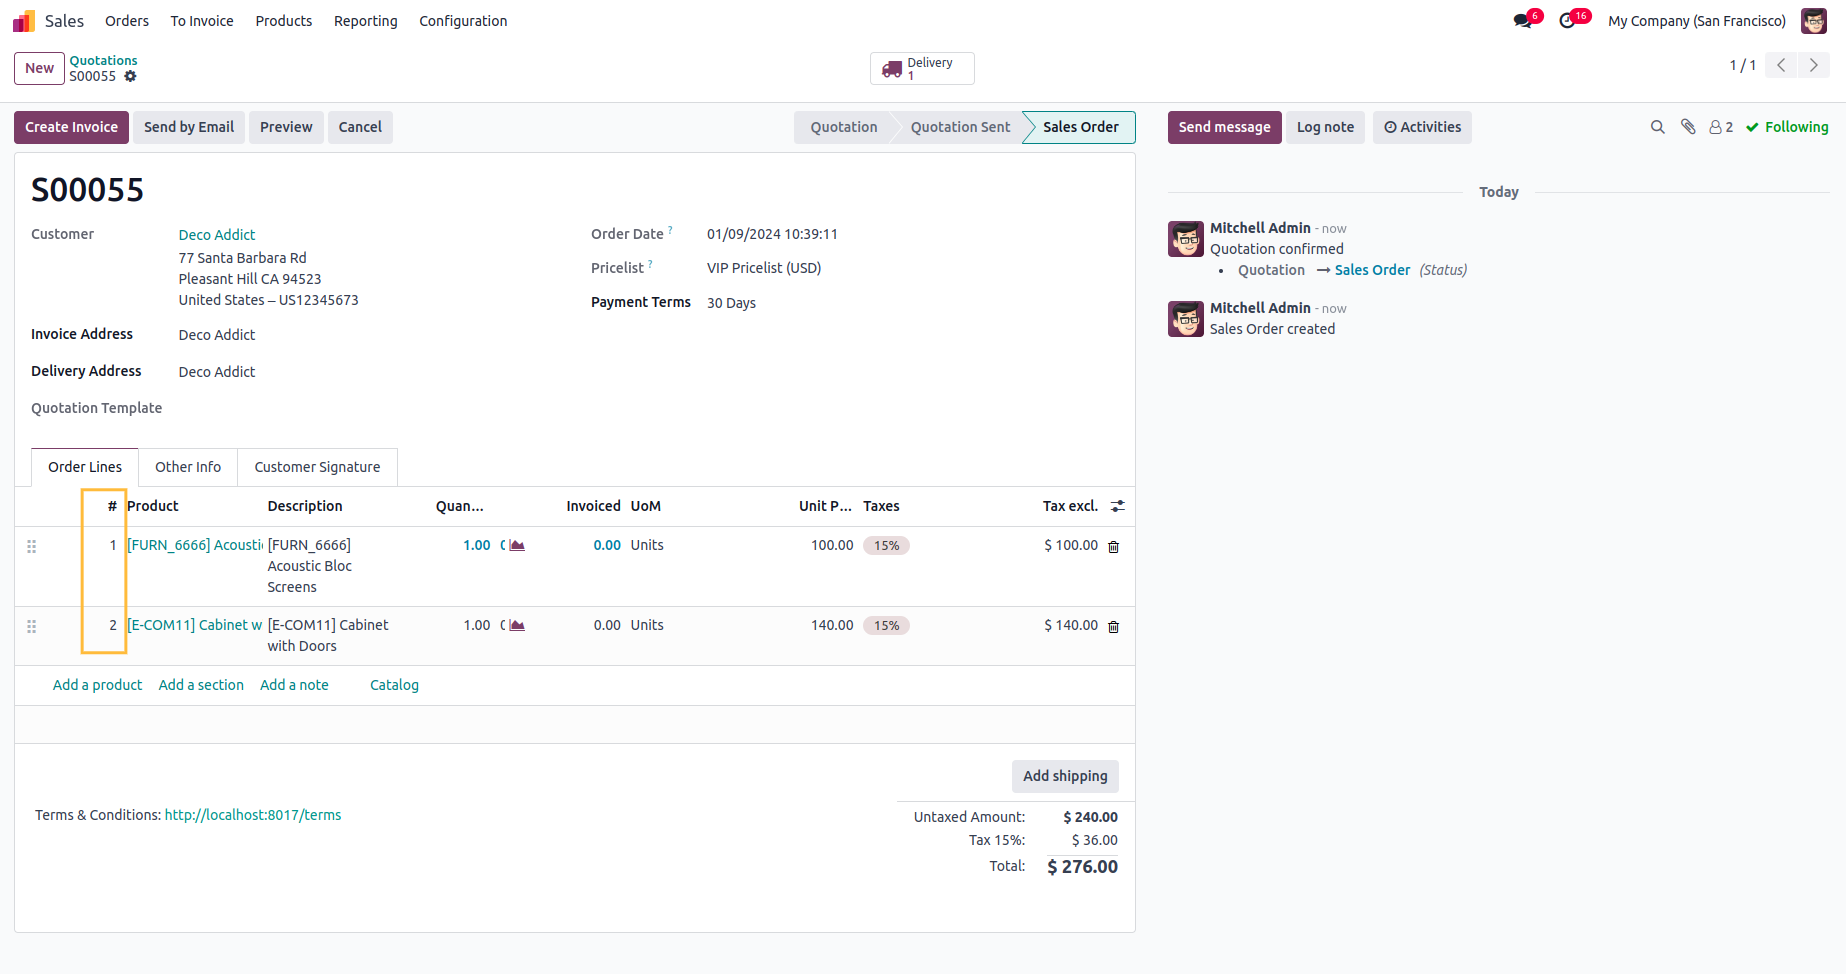 Sales Orders To Invoice Products Reporting Configuration 6 16 My Company (San Francisco)
New Quotations S00055 Delivery 1 1 / 1
Create Invoice Send by Email Preview Cancel Quotation Quotation Sent Sales Order Send message Log note Activities 2 Following
S00055
Customer Deco Addict
77 Santa Barbara Rd
Pleasant Hill CA 94523
United States – US12345673
Invoice Address Deco Addict
Delivery Address Deco Addict
Quotation Template
Order Date ? 01/09/2024 10:39:11
Pricelist ? VIP Pricelist (USD)
Payment Terms 30 Days
Order Lines Other Info Customer Signature
# Product Description Quan... Invoiced UoM Unit P... Taxes Tax excl.
1 [FURN_6666] Acousti [FURN_6666] 1.00 0.00 Units 100.00 15% $ 100.00
Acoustic Bloc
Screens
2 [E-COM11] Cabinet w [E-COM11] Cabinet 1.00 0.00 Units 140.00 15% $ 140.00
with Doors
Add a product Add a section Add a note Catalog
Add shipping
Terms & Conditions: http://localhost:8017/terms
Untaxed Amount: $ 240.00
Tax 15%: $ 36.00
Total: $ 276.00
Today
Mitchell Admin - now
Quotation confirmed
• Quotation → Sales Order (Status)
Mitchell Admin - now
Sales Order created